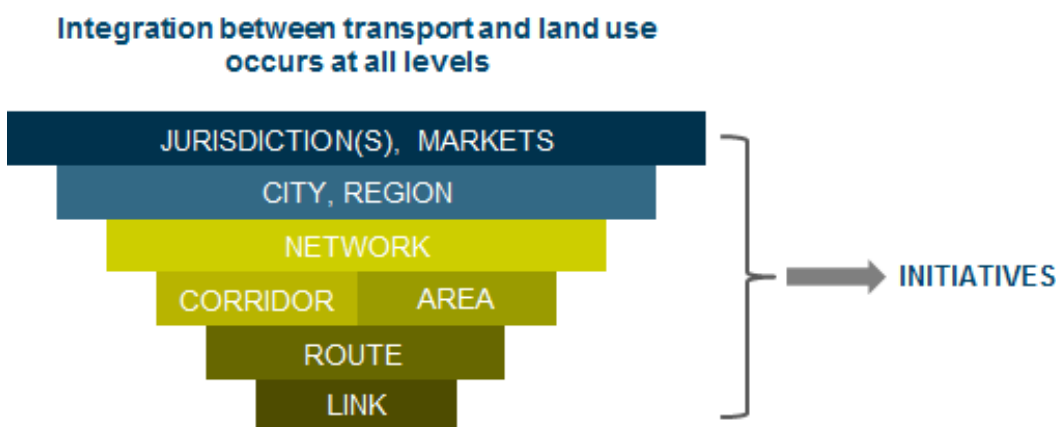 Integration between transport and land use
occurs at all levels
JURISDICTION(S), MARKETS
CITY, REGION
NETWORK
CORRIDOR AREA
ROUTE
LINK
INITIATIVES